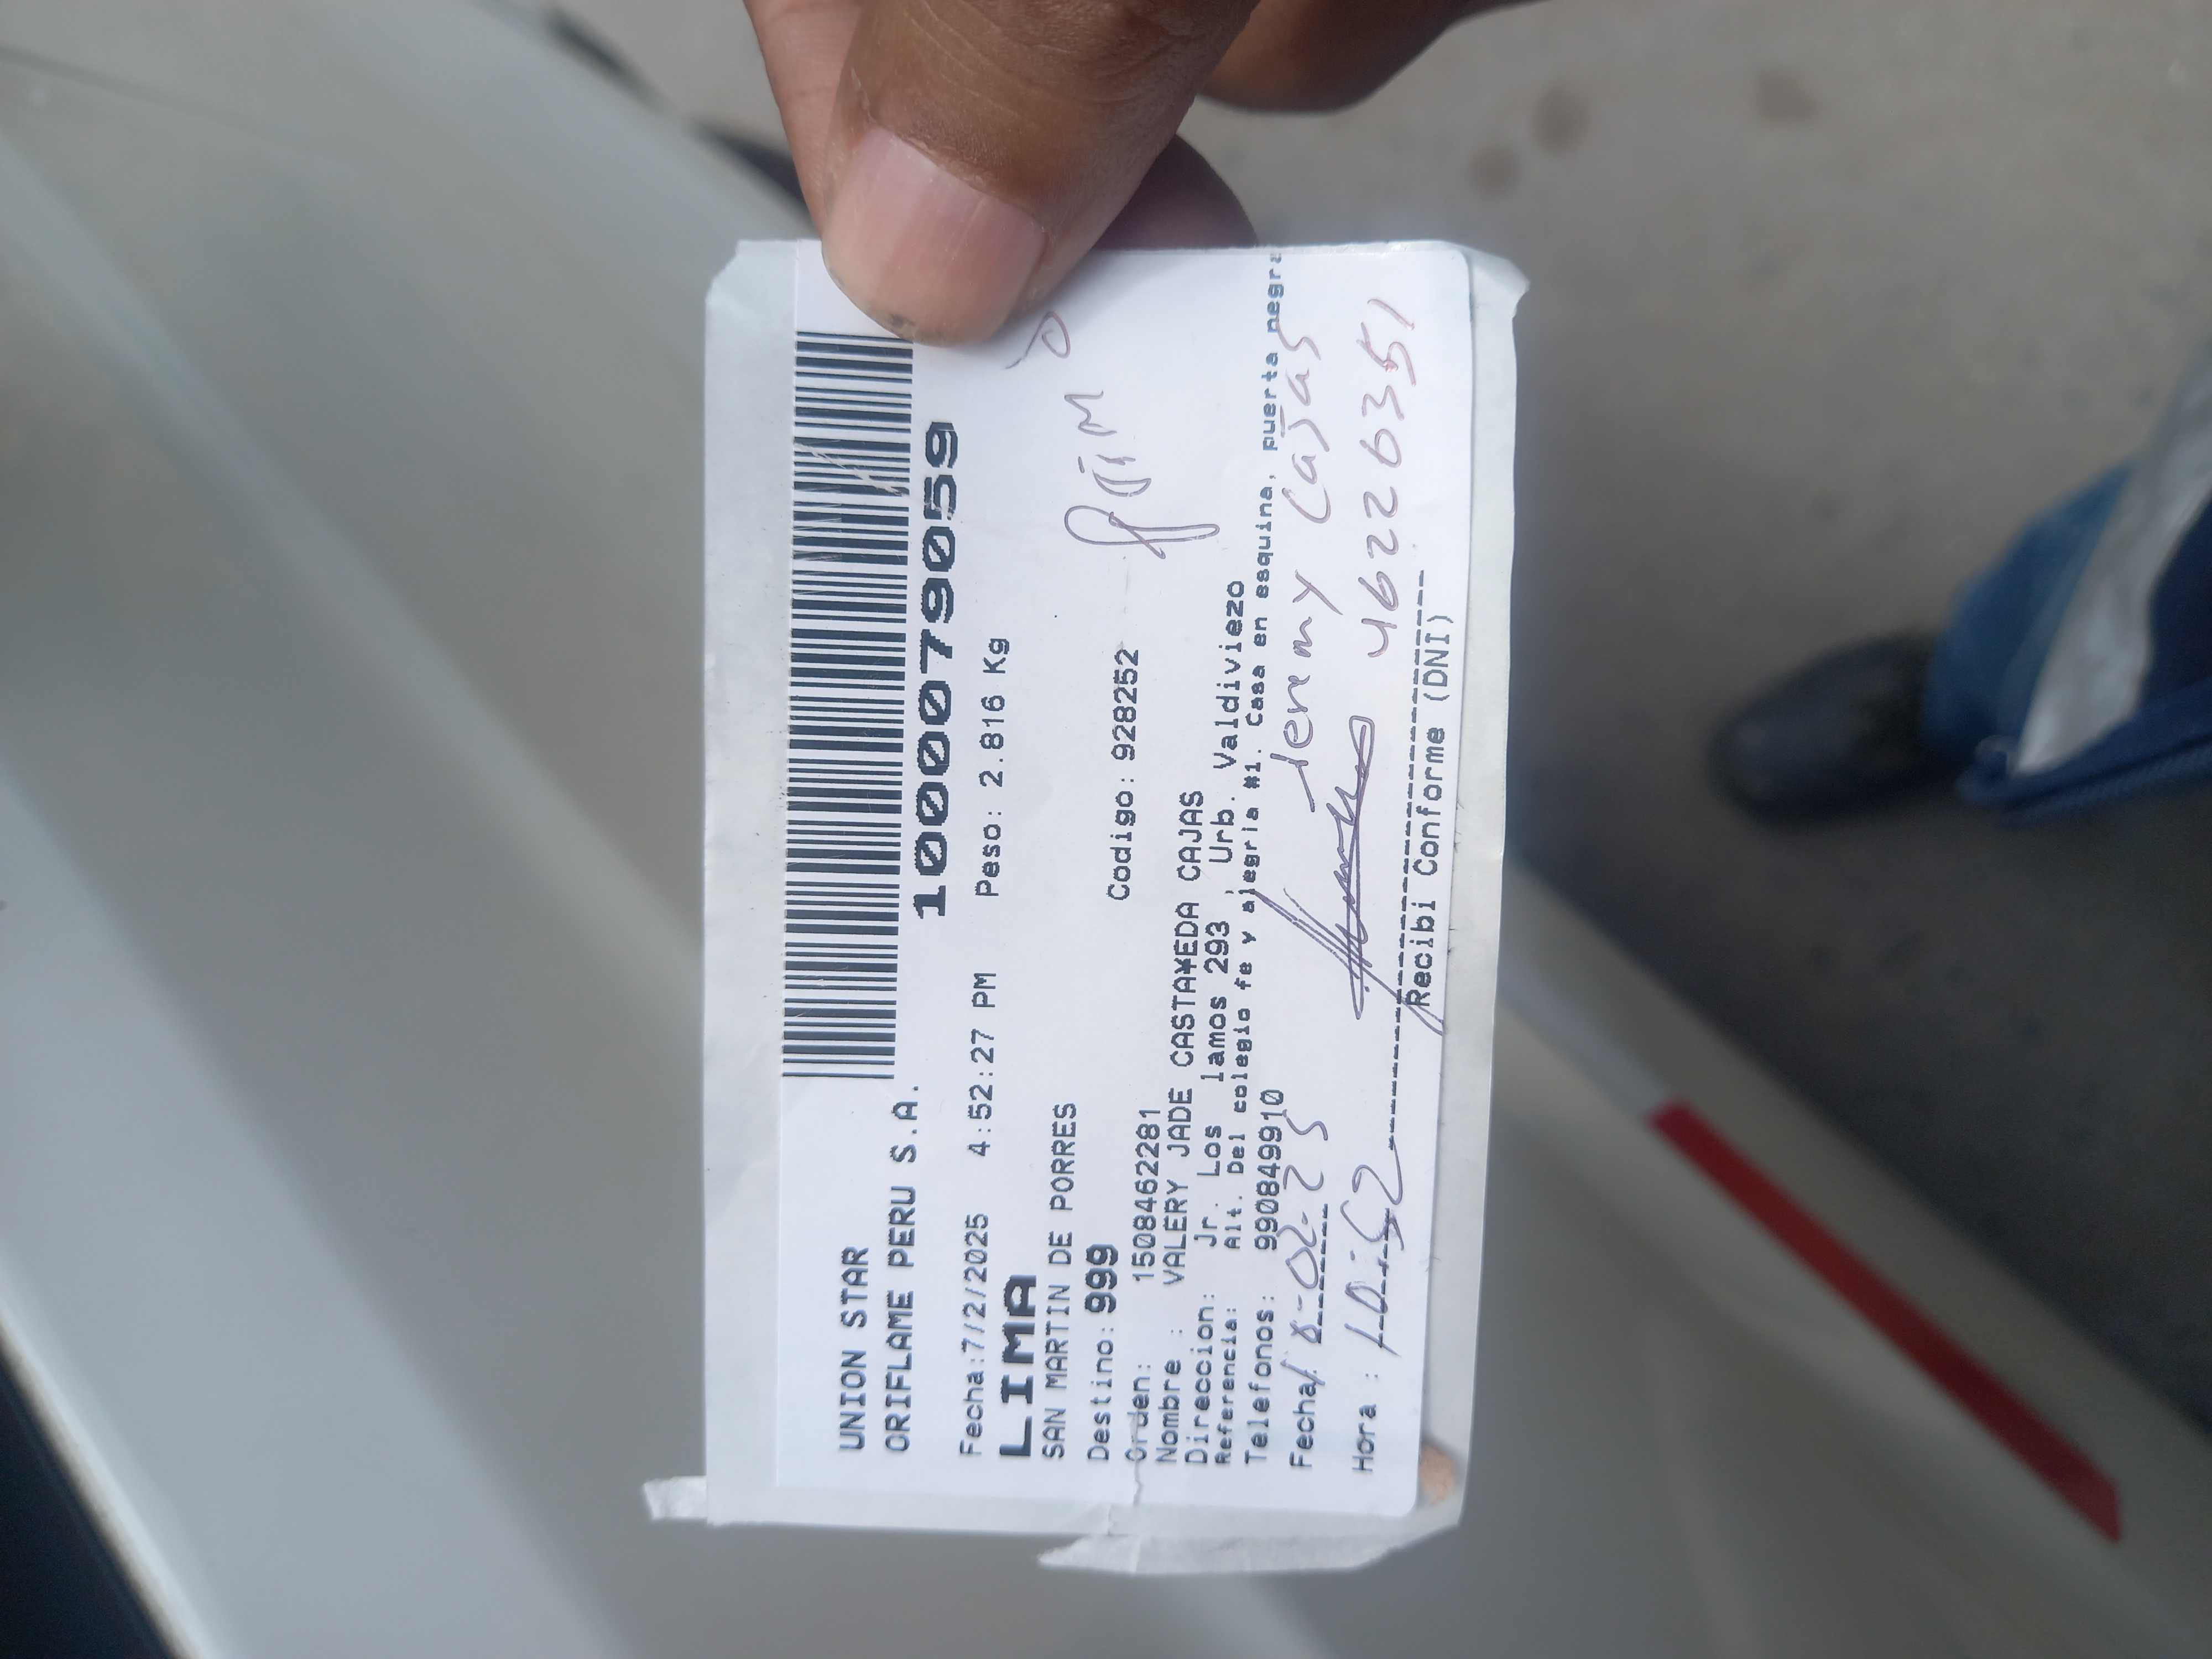 UNION STAR
ORIFLAME PERU S.A.
1000079059
Fecha:7/2/2025 4:52:27 PM Peso: 2.816 Kg
LIMA
SAN MARTIN DE PORRES
Destino:999
Codigo: 928252
Orden: 1508462281
Nombre : VALERY JADE CASTA¥EDA CAJAS
Direccion: Jr. Los lamos 293 , Urb. Valdiviezo
Referencia: Alt. Del colegio fe y alegria #1. Casa en esquina, puerta negra
Telefonos: 990849910
Jeremy Cajas
Fecha: 8-02-25
46226351
Hora : 10:52
Recibi Conforme (DNI)